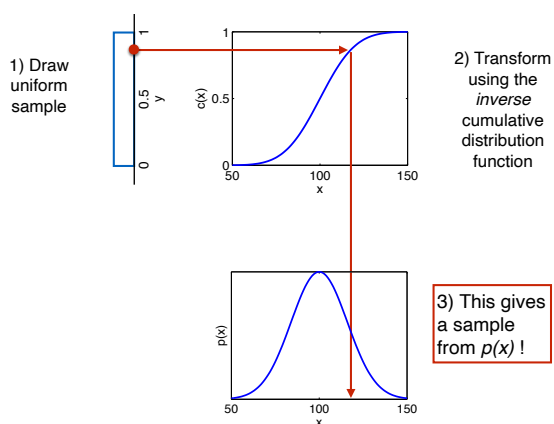 1) Draw
uniform
sample
0
0.5
1
y
1
0.5
0
c(x)
50
100
150
x
2) Transform
using the
inverse
cumulative
distribution
function
p(x)
50
100
150
x
3) This gives
a sample
from p(x) !